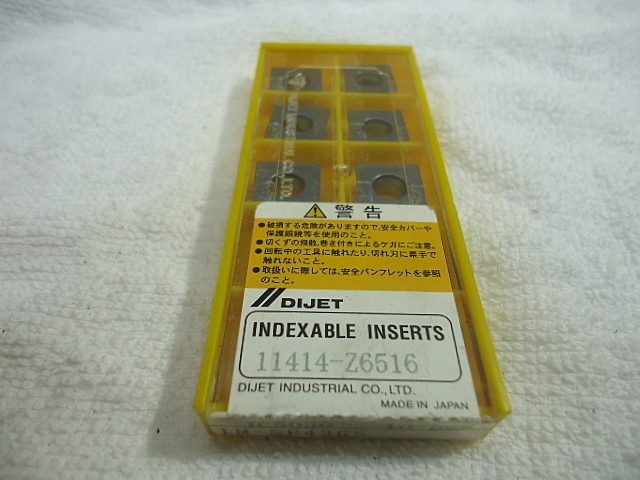 DIJET INDUSTRIAL CO., LTD.
警告
●破損する危険がありますので、安全カバーや
保護眼鏡等を使用のこと。
●切くずの飛散、巻き付きによるケガにご注意。
●回転中の工具に触れたり、切れ刃に素手で
触れないこと。
●取扱いに際しては、安全パンフレットを参照
のこと。
DIJET
INDEXABLE INSERTS
11414-Z6516
DIJET INDUSTRIAL CO.,LTD.
MADE IN JAPAN